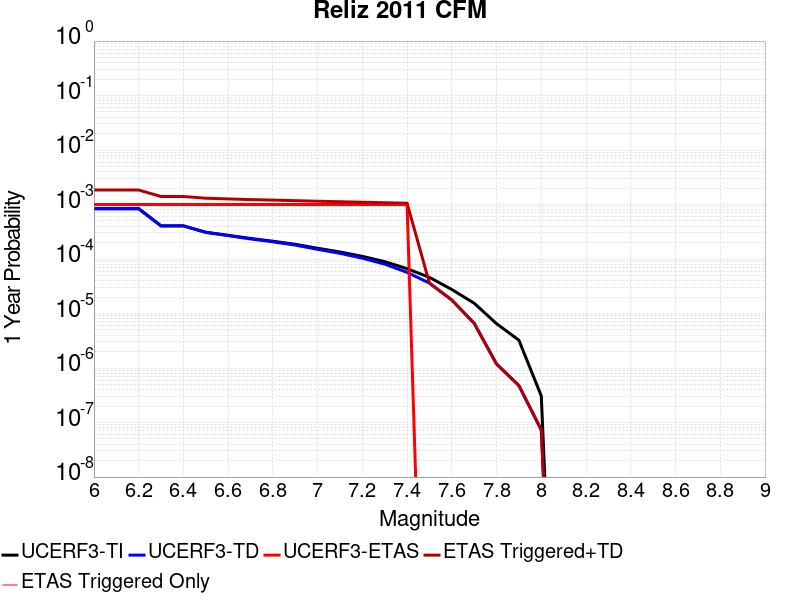 Reliz 2011 CFM
1 Year Probability
10^0
10^-1
10^-2
10^-3
10^-4
10^-5
10^-6
10^-7
10^-8
6 6.2 6.4 6.6 6.8 7 7.2 7.4 7.6 7.8 8 8.2 8.4 8.6 8.8 9
Magnitude
UCERF3-TI UCERF3-TD UCERF3-ETAS ETAS Triggered+TD
ETAS Triggered Only